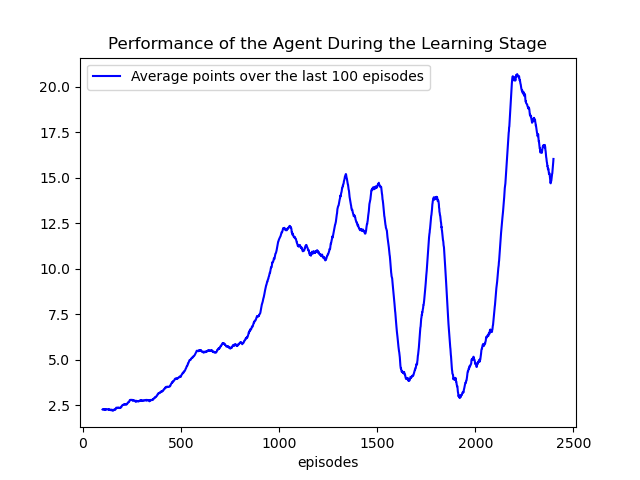 Performance of the Agent During the Learning Stage
Average points over the last 100 episodes
20.0
17.5
15.0
12.5
10.0
7.5
5.0
2.5
0 500 1000 1500 2000 2500
episodes